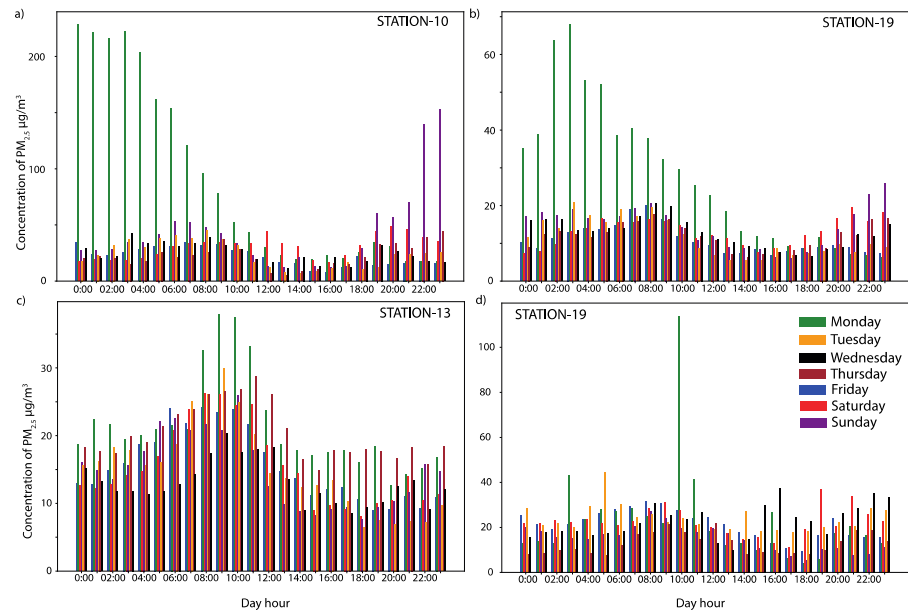 a)
STATION-10
Concentration of PM2.5 µg/m³
200
100
0
0:00 02:00 04:00 06:00 08:00 10:00 12:00 14:00 16:00 18:00 20:00 22:00
b)
STATION-19
60
40
20
0
0:00 02:00 04:00 06:00 08:00 10:00 12:00 14:00 16:00 18:00 20:00 22:00
c)
STATION-13
Concentration of PM2.5 µg/m³
30
20
10
0
0:00 02:00 04:00 06:00 08:00 10:00 12:00 14:00 16:00 18:00 20:00 22:00
Day hour
d)
STATION-19
100
80
60
40
20
0
0:00 02:00 04:00 06:00 08:00 10:00 12:00 14:00 16:00 18:00 20:00 22:00
Day hour
Monday
Tuesday
Wednesday
Thursday
Friday
Saturday
Sunday